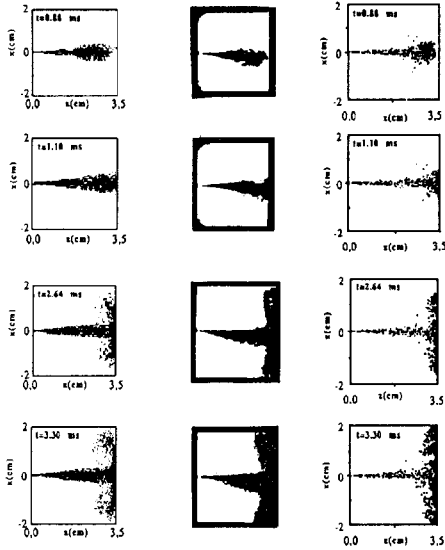 2 t=0.88 ms
x(cm) 0
-2
0.0 x(cm) 3.5
2 t=0.88 ms
x(cm) 0
-2
0.0 x(cm) 3.5
2 t=1.10 ms
x(cm) 0
-2
0.0 x(cm) 3.5
2 t=1.10 ms
x(cm) 0
-2
0.0 x(cm) 3.5
2 t=2.64 ms
x(cm) 0
-2
0.0 x(cm) 3.5
2 t=2.64 ms
x(cm) 0
-2
0.0 x(cm) 3.5
2 t=3.30 ms
x(cm) 0
-2
0.0 x(cm) 3.5
2 t=3.30 ms
x(cm) 0
-2
0.0 x(cm) 3.5